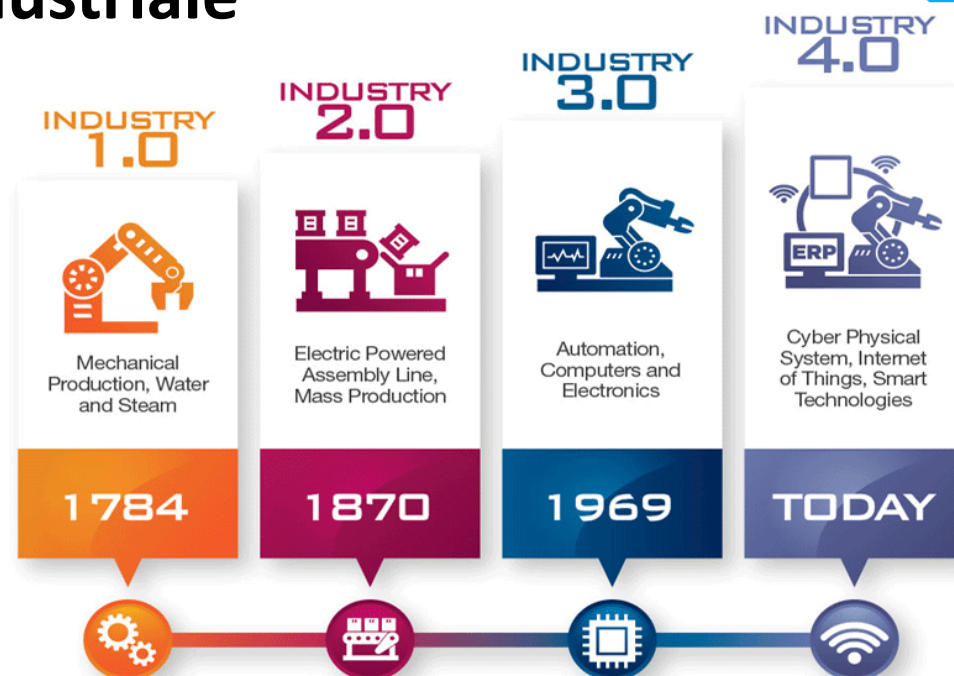 ustriale
INDUSTRY
1.0
INDUSTRY
2.0
INDUSTRY
3.0
INDUSTRY
4.0
Mechanical
Production, Water
and Steam
Electric Powered
Assembly Line,
Mass Production
Automation,
Computers and
Electronics
ERP
Cyber Physical
System, Internet
of Things, Smart
Technologies
1784
1870
1969
TODAY